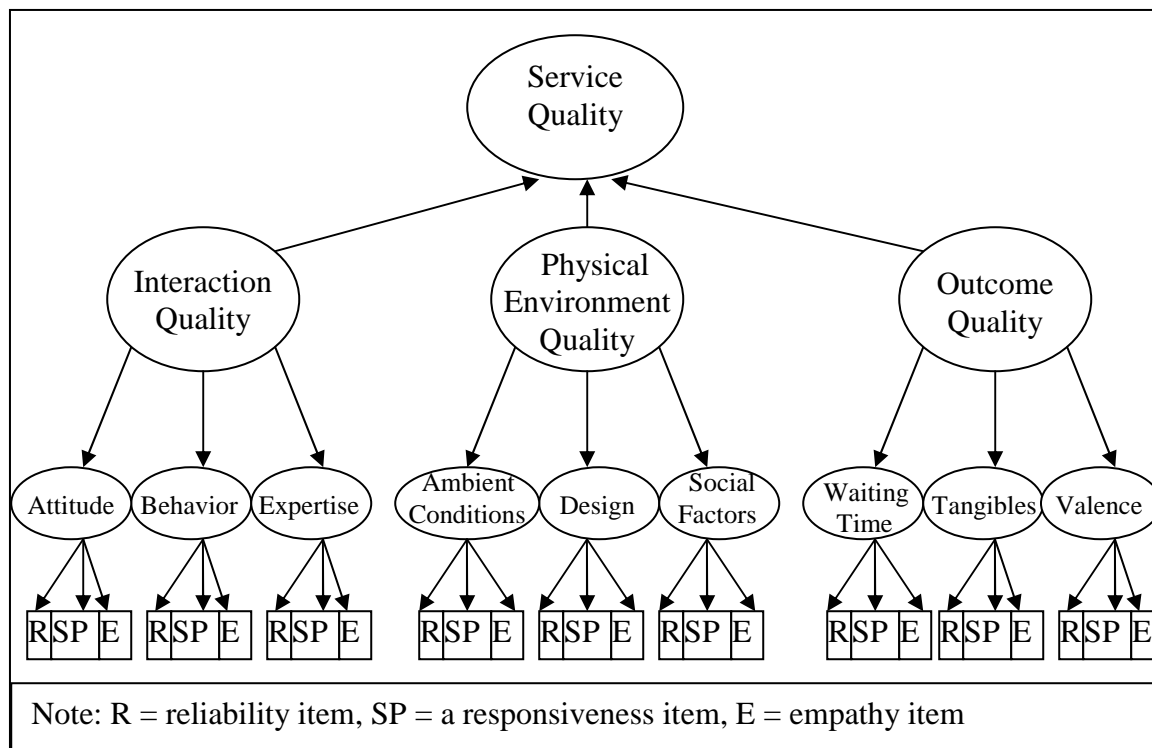 Service
Quality
Interaction
Quality
Physical
Environment
Quality
Outcome
Quality
Attitude
Behavior
Expertise
Ambient
Conditions
Design
Social
Factors
Waiting
Time
Tangibles
Valence
R SP E
R SP E
R SP E
R SP E
R SP E
R SP E
R SP E
R SP E
R SP E
Note: R = reliability item, SP = a responsiveness item, E = empathy item